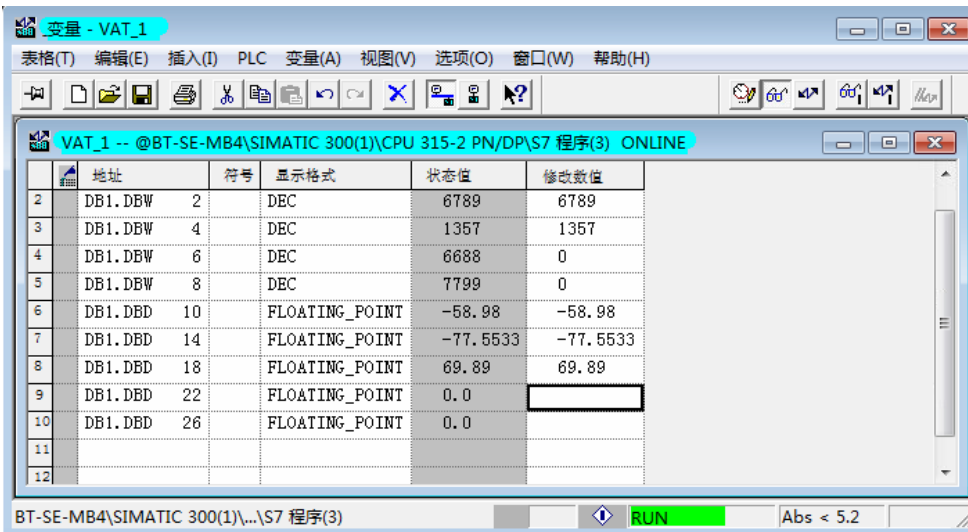 变量 - VAT_1
表格(T) 编辑(E) 插入(I) PLC 变量(A) 视图(V) 选项(O) 窗口(W) 帮助(H)
VAT_1 -- @BT-SE-MB4\SIMATIC 300(1)\CPU 315-2 PN/DP\S7 程序(3) ONLINE
地址 符号 显示格式 状态值 修改数值
2 DB1.DBW 2 DEC 6789 6789
3 DB1.DBW 4 DEC 1357 1357
4 DB1.DBW 6 DEC 6688 0
5 DB1.DBW 8 DEC 7799 0
6 DB1.DBD 10 FLOATING_POINT -58.98 -58.98
7 DB1.DBD 14 FLOATING_POINT -77.5533 -77.5533
8 DB1.DBD 18 FLOATING_POINT 69.89 69.89
9 DB1.DBD 22 FLOATING_POINT 0.0
10 DB1.DBD 26 FLOATING_POINT 0.0
11
12
BT-SE-MB4\SIMATIC 300(1)\...\S7 程序(3) RUN Abs < 5.2